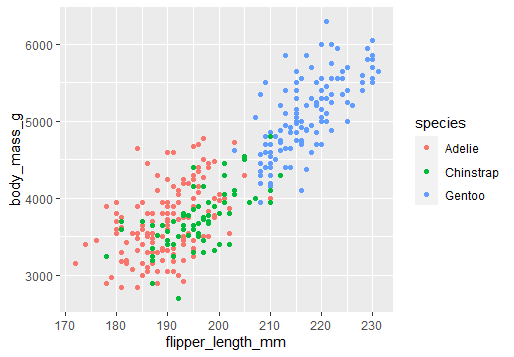 6000
5000
4000
3000
body_mass_g
170
180
190
200
210
220
230
flipper_length_mm
species
Adelie
Chinstrap
Gentoo